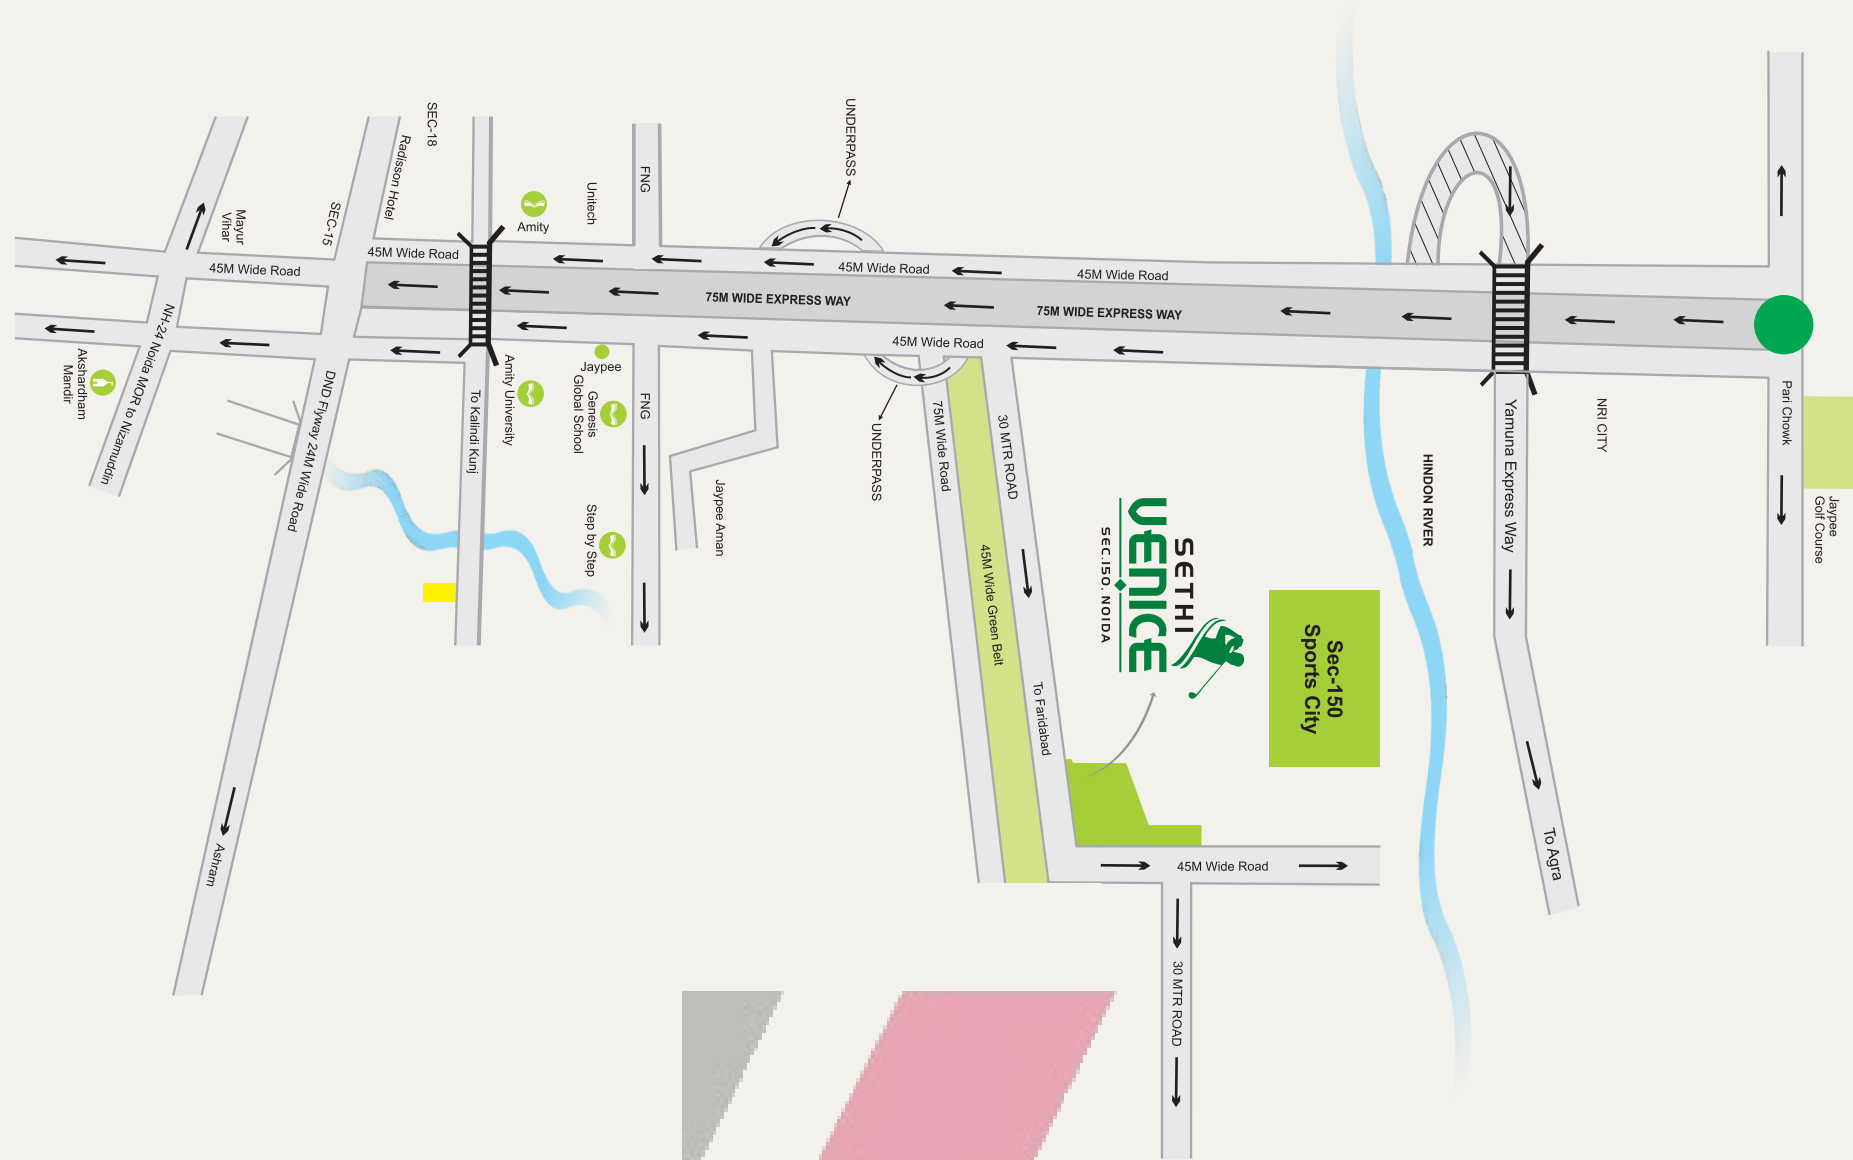 SEC-18
Radisson Hotel
SEC-15
Mayur
Vihar
45M Wide Road
45M Wide Road
Amity
Unitech
FNG
UNDERPASS
45M Wide Road
45M Wide Road
75M WIDE EXPRESS WAY
75M WIDE EXPRESS WAY
45M Wide Road
NH-24 Noida MOR to Nizamuddin
Akshardham
Mandir
DND Flyway 24M Wide Road
Ashram
To Kalindi Kunj
Amity University
Jaypee
Genesis
Global School
FNG
Step by Step
Jaypee Aman
UNDERPASS
75M Wide Road
45M Wide Green Belt
30 MTR ROAD
To Faridabad
SETHI
VENICE
SEC.150. NOIDA
Sec-150
Sports City
HINDON RIVER
Yamuna Express Way
To Agra
NRI CITY
Pari Chowk
Jaypee
Golf Course
45M Wide Road
30 MTR ROAD